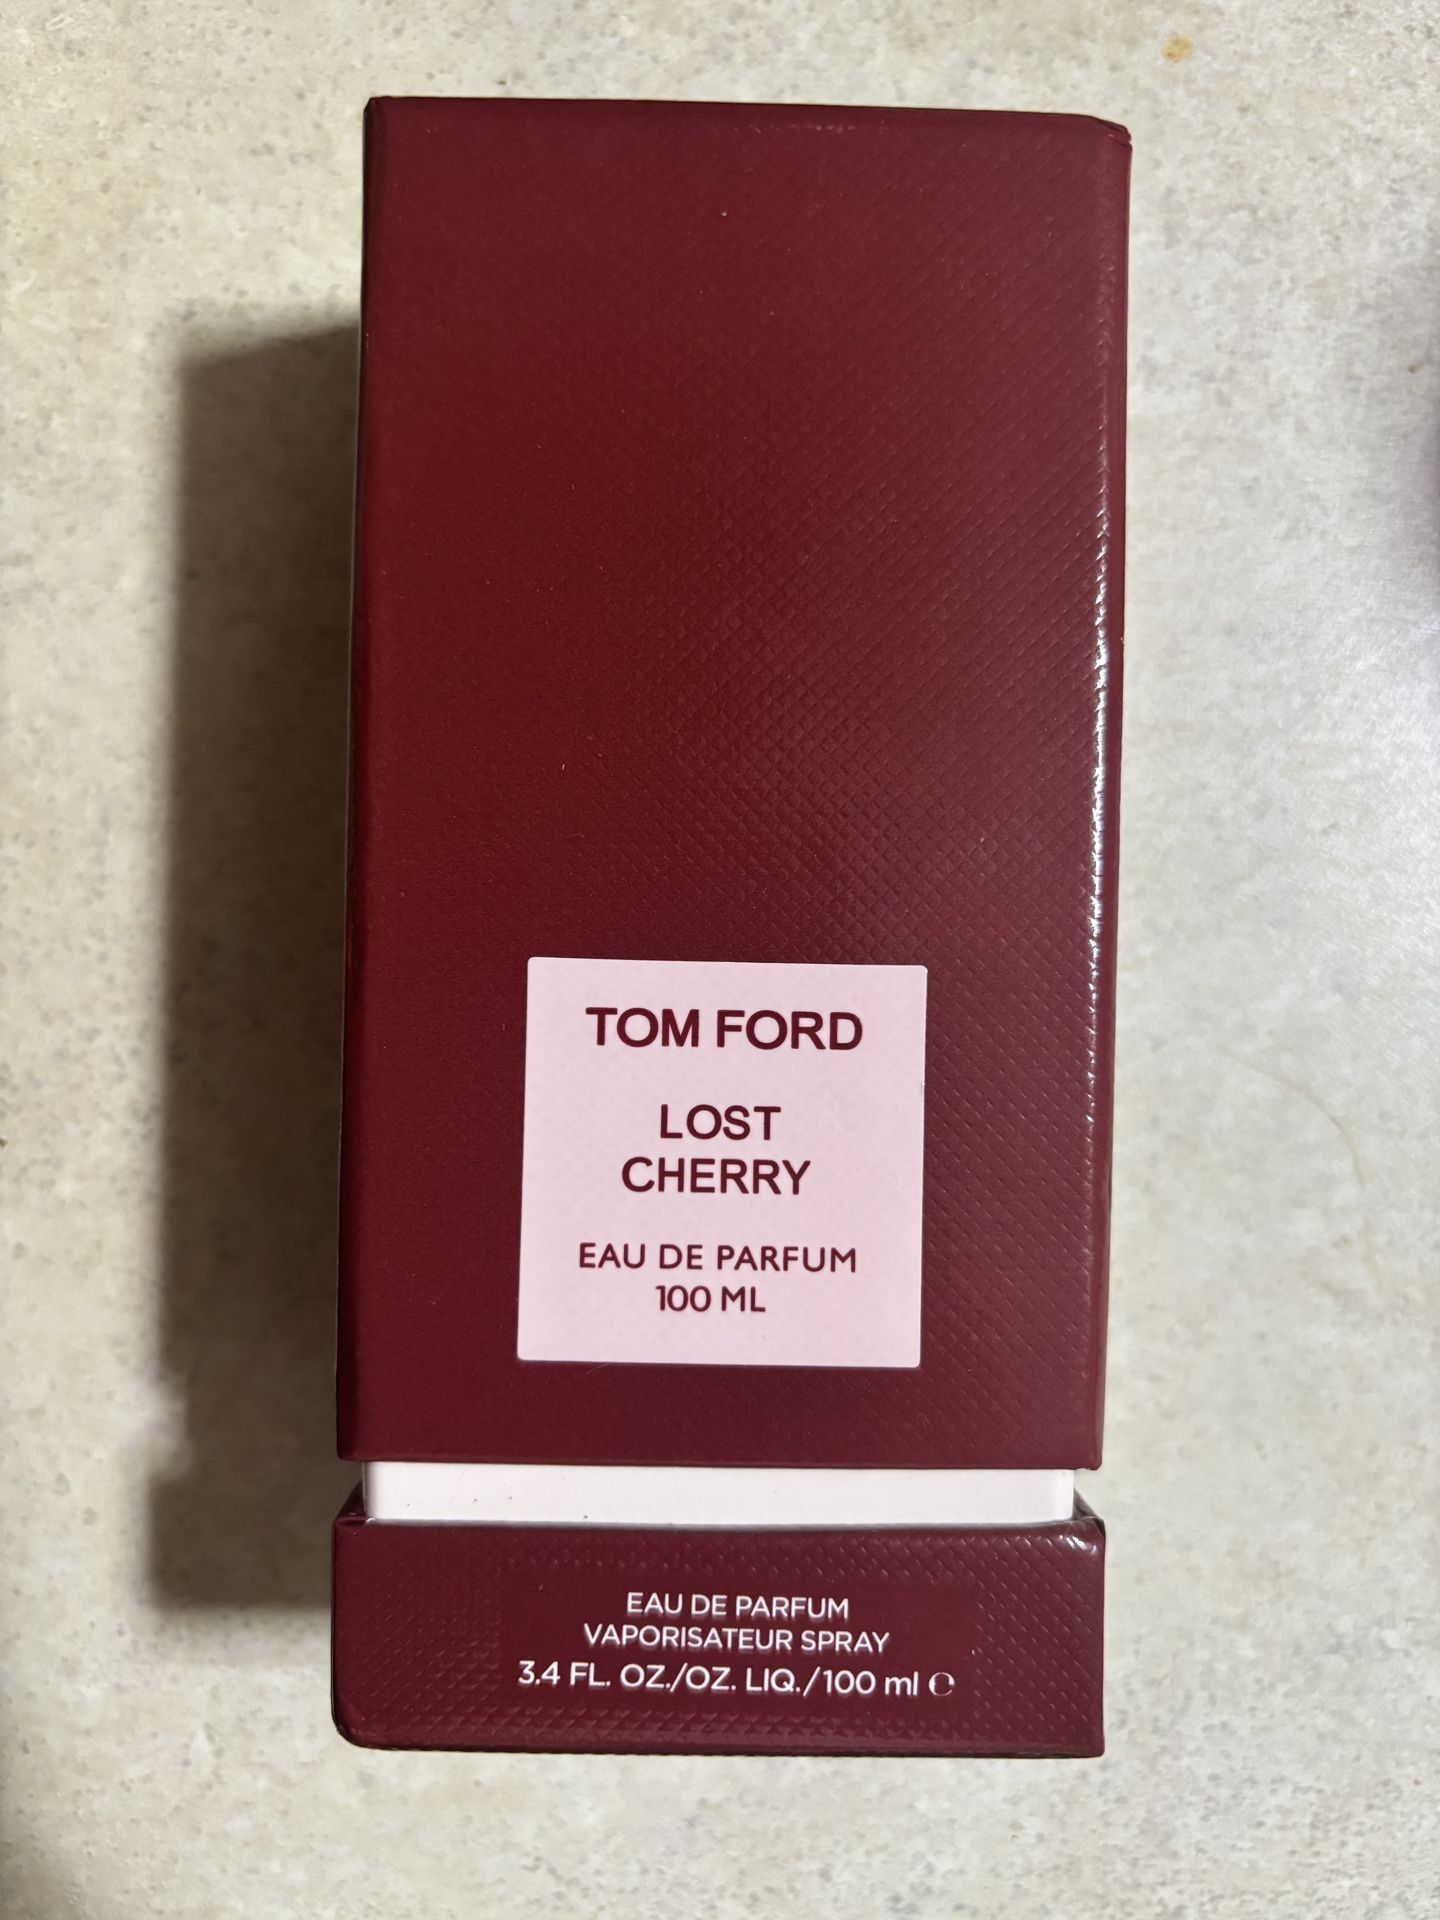 TOM FORD
LOST
CHERRY
EAU DE PARFUM
100 ML
EAU DE PARFUM
VAPORISATEUR SPRAY
3.4 FL. OZ./OZ. LIQ./100 ml ℮